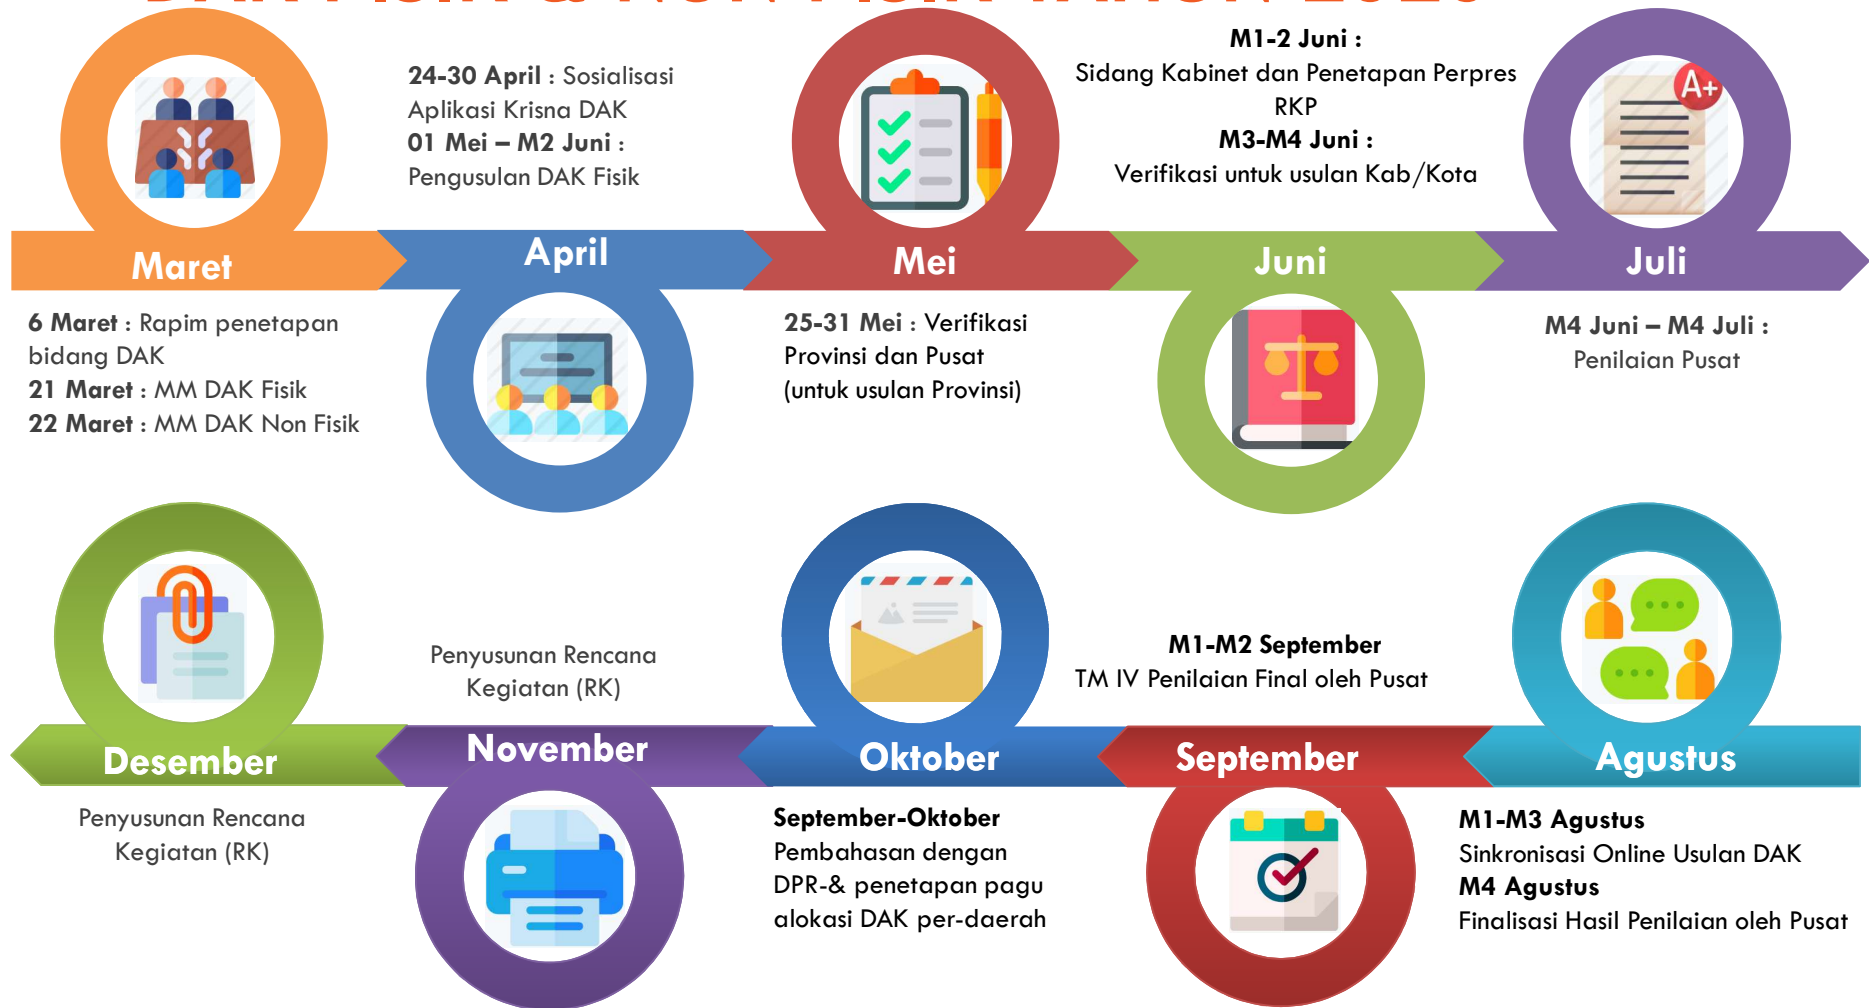 DAK FISIK & NON FISIK TAHUN 2020
24-30 April : Sosialisasi
Aplikasi Krisna DAK
01 Mei – M2 Juni :
Pengusulan DAK Fisik
M1-2 Juni :
Sidang Kabinet dan Penetapan Perpres
RKP
M3-M4 Juni :
Verifikasi untuk usulan Kab/Kota
A+
Maret
April
Mei
Juni
Juli
6 Maret : Rapim penetapan
bidang DAK
21 Maret : MM DAK Fisik
22 Maret : MM DAK Non Fisik
25-31 Mei : Verifikasi
Provinsi dan Pusat
(untuk usulan Provinsi)
M4 Juni – M4 Juli :
Penilaian Pusat
Penyusunan Rencana
Kegiatan (RK)
M1-M2 September
TM IV Penilaian Final oleh Pusat
Desember
November
Oktober
September
Agustus
Penyusunan Rencana
Kegiatan (RK)
September-Oktober
Pembahasan dengan
DPR-& penetapan pagu
alokasi DAK per-daerah
M1-M3 Agustus
Sinkronisasi Online Usulan DAK
M4 Agustus
Finalisasi Hasil Penilaian oleh Pusat